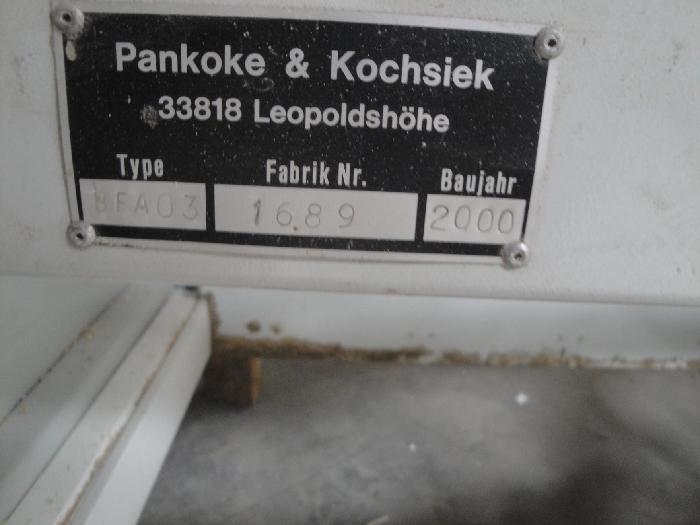 Pankoke & Kochsiek
33818 Leopoldshöhe
Type Fabrik Nr. Baujahr
BFA03 1689 2000